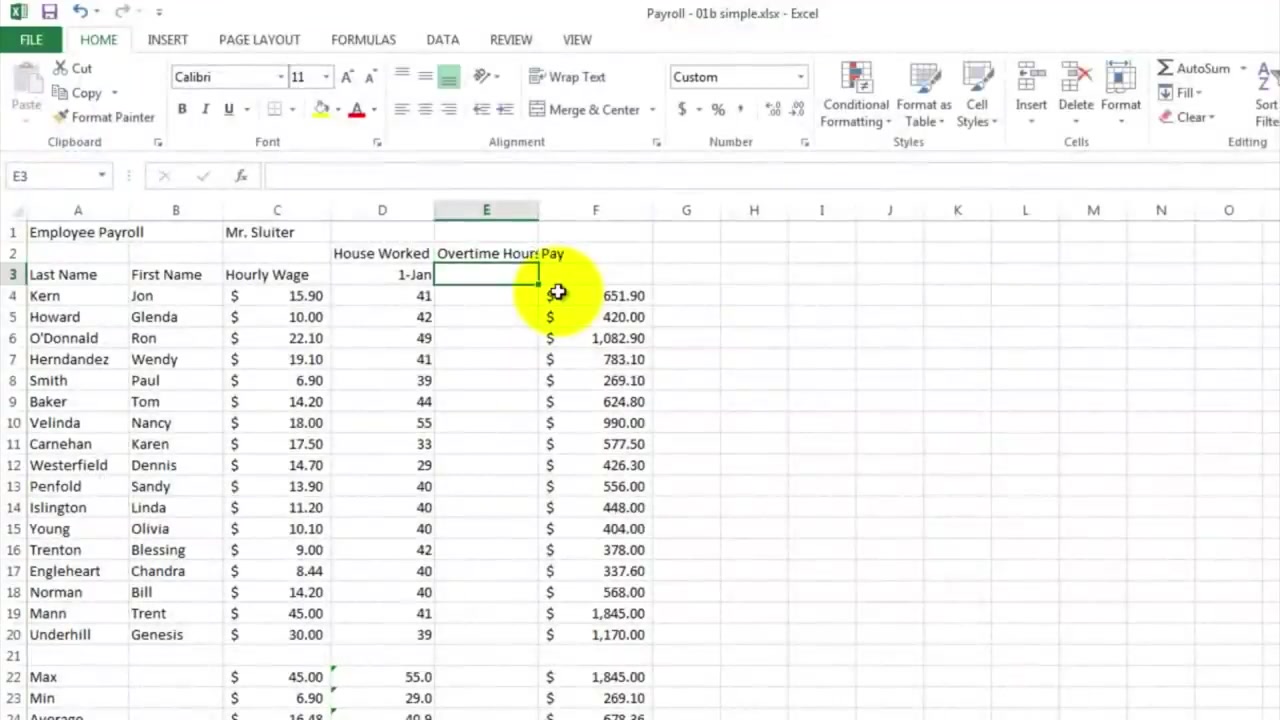 Payroll - 01b simple.xlsx - Excel
FILE HOME INSERT PAGE LAYOUT FORMULAS DATA REVIEW VIEW
Cut
Copy
Format Painter
Paste
Calibri 11
B I U
Wrap Text
Merge & Center
Custom
$ % ,
Conditional Formatting
Format as Table
Cell Styles
Insert Delete Format
AutoSum
Fill
Clear
Sort
Clipboard Font Alignment Number Styles Cells Editing
E3 fx
A B C D E F G H I J K L M N O
1 Employee Payroll Mr. Sluiter
2 House Worked Overtime Hours Pay
3 Last Name First Name Hourly Wage 1-Jan
4 Kern Jon $ 15.90 41 $ 651.90
5 Howard Glenda $ 10.00 42 $ 420.00
6 O'Donnald Ron $ 22.10 49 $ 1,082.90
7 Herndandez Wendy $ 19.10 41 $ 783.10
8 Smith Paul $ 6.90 39 $ 269.10
9 Baker Tom $ 14.20 44 $ 624.80
10 Velinda Nancy $ 18.00 55 $ 990.00
11 Carnehan Karen $ 17.50 33 $ 577.50
12 Westerfield Dennis $ 14.70 29 $ 426.30
13 Penfold Sandy $ 13.90 40 $ 556.00
14 Islington Linda $ 11.20 40 $ 448.00
15 Young Olivia $ 10.10 40 $ 404.00
16 Trenton Blessing $ 9.00 42 $ 378.00
17 Engleheart Chandra $ 8.44 40 $ 337.60
18 Norman Bill $ 14.20 40 $ 568.00
19 Mann Trent $ 45.00 41 $ 1,845.00
20 Underhill Genesis $ 30.00 39 $ 1,170.00
21
22 Max $ 45.00 55.0 $ 1,845.00
23 Min $ 6.90 29.0 $ 269.10
24 Average $ 16.48 40.9 $ 678.36